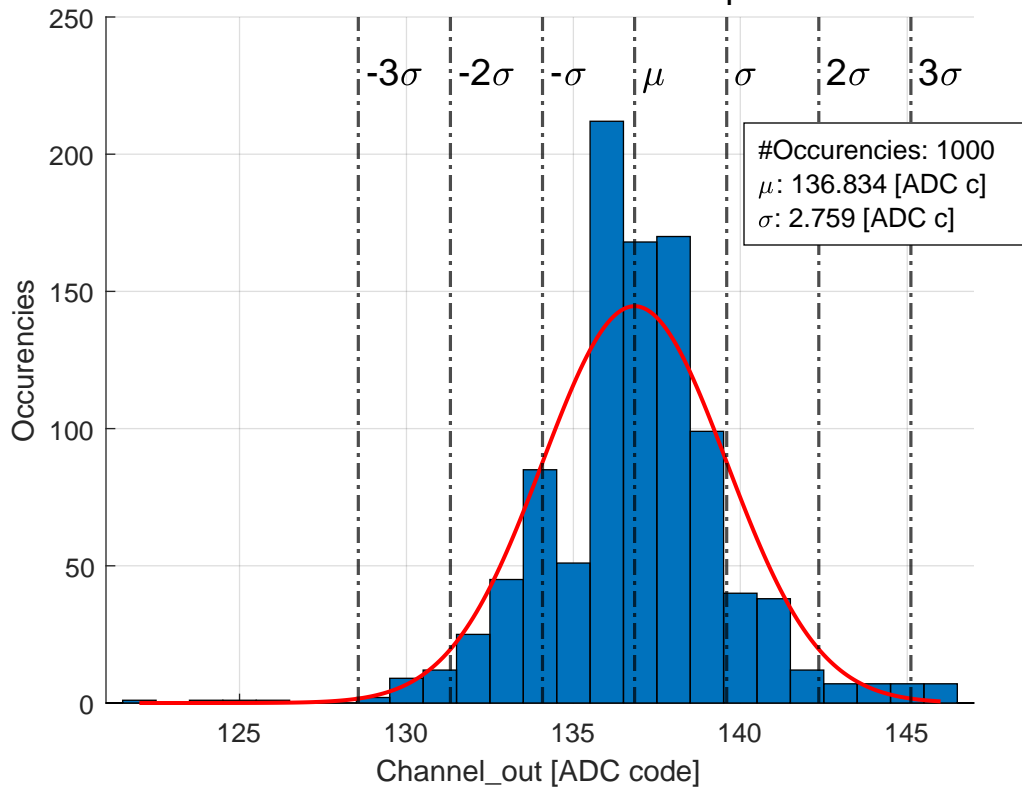 250
200
150
100
50
0
Occurencies
-3σ -2σ -σ μ σ 2σ 3σ
#Occurencies: 1000
μ: 136.834 [ADC c]
σ: 2.759 [ADC c]
125 130 135 140 145
Channel_out [ADC code]